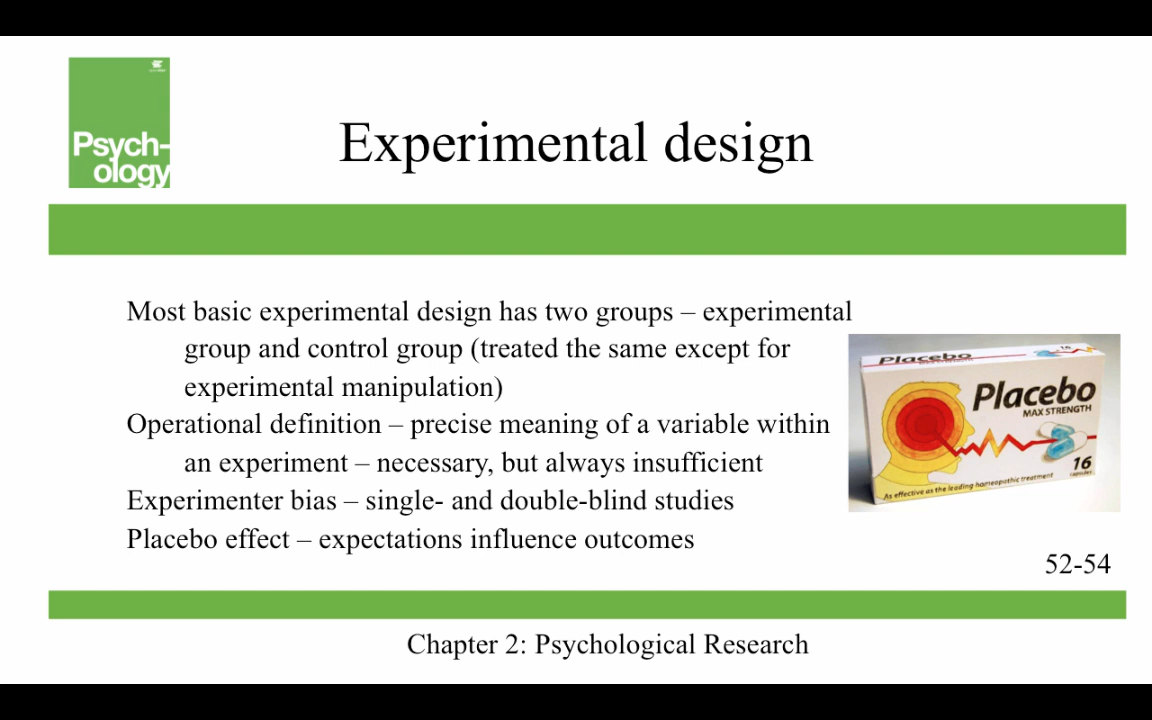 Psych-
ology
Experimental design
Most basic experimental design has two groups – experimental
group and control group (treated the same except for
experimental manipulation)
Operational definition – precise meaning of a variable within
an experiment – necessary, but always insufficient
Experimenter bias – single- and double-blind studies
Placebo effect – expectations influence outcomes
Placebo
16
Placebo
MAX STRENGTH
16
capsules
As effective as the leading homeopathic treatment
52-54
Chapter 2: Psychological Research